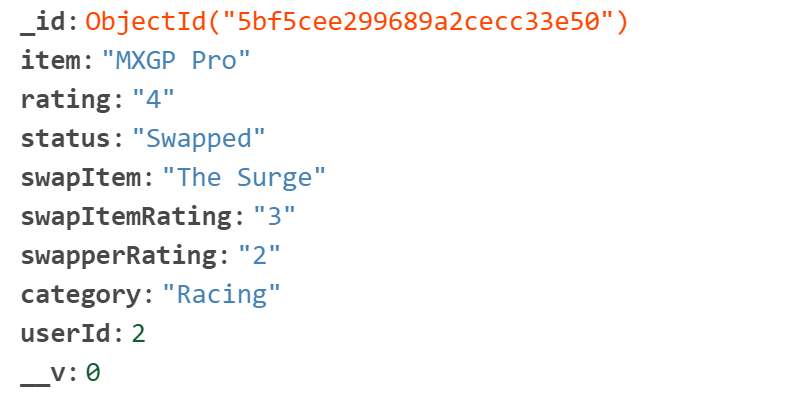 _id: ObjectId("5bf5cee299689a2cecc33e50")
item: "MXGP Pro"
rating: "4"
status: "Swapped"
swapItem: "The Surge"
swapItemRating: "3"
swapperRating: "2"
category: "Racing"
userId: 2
__v: 0